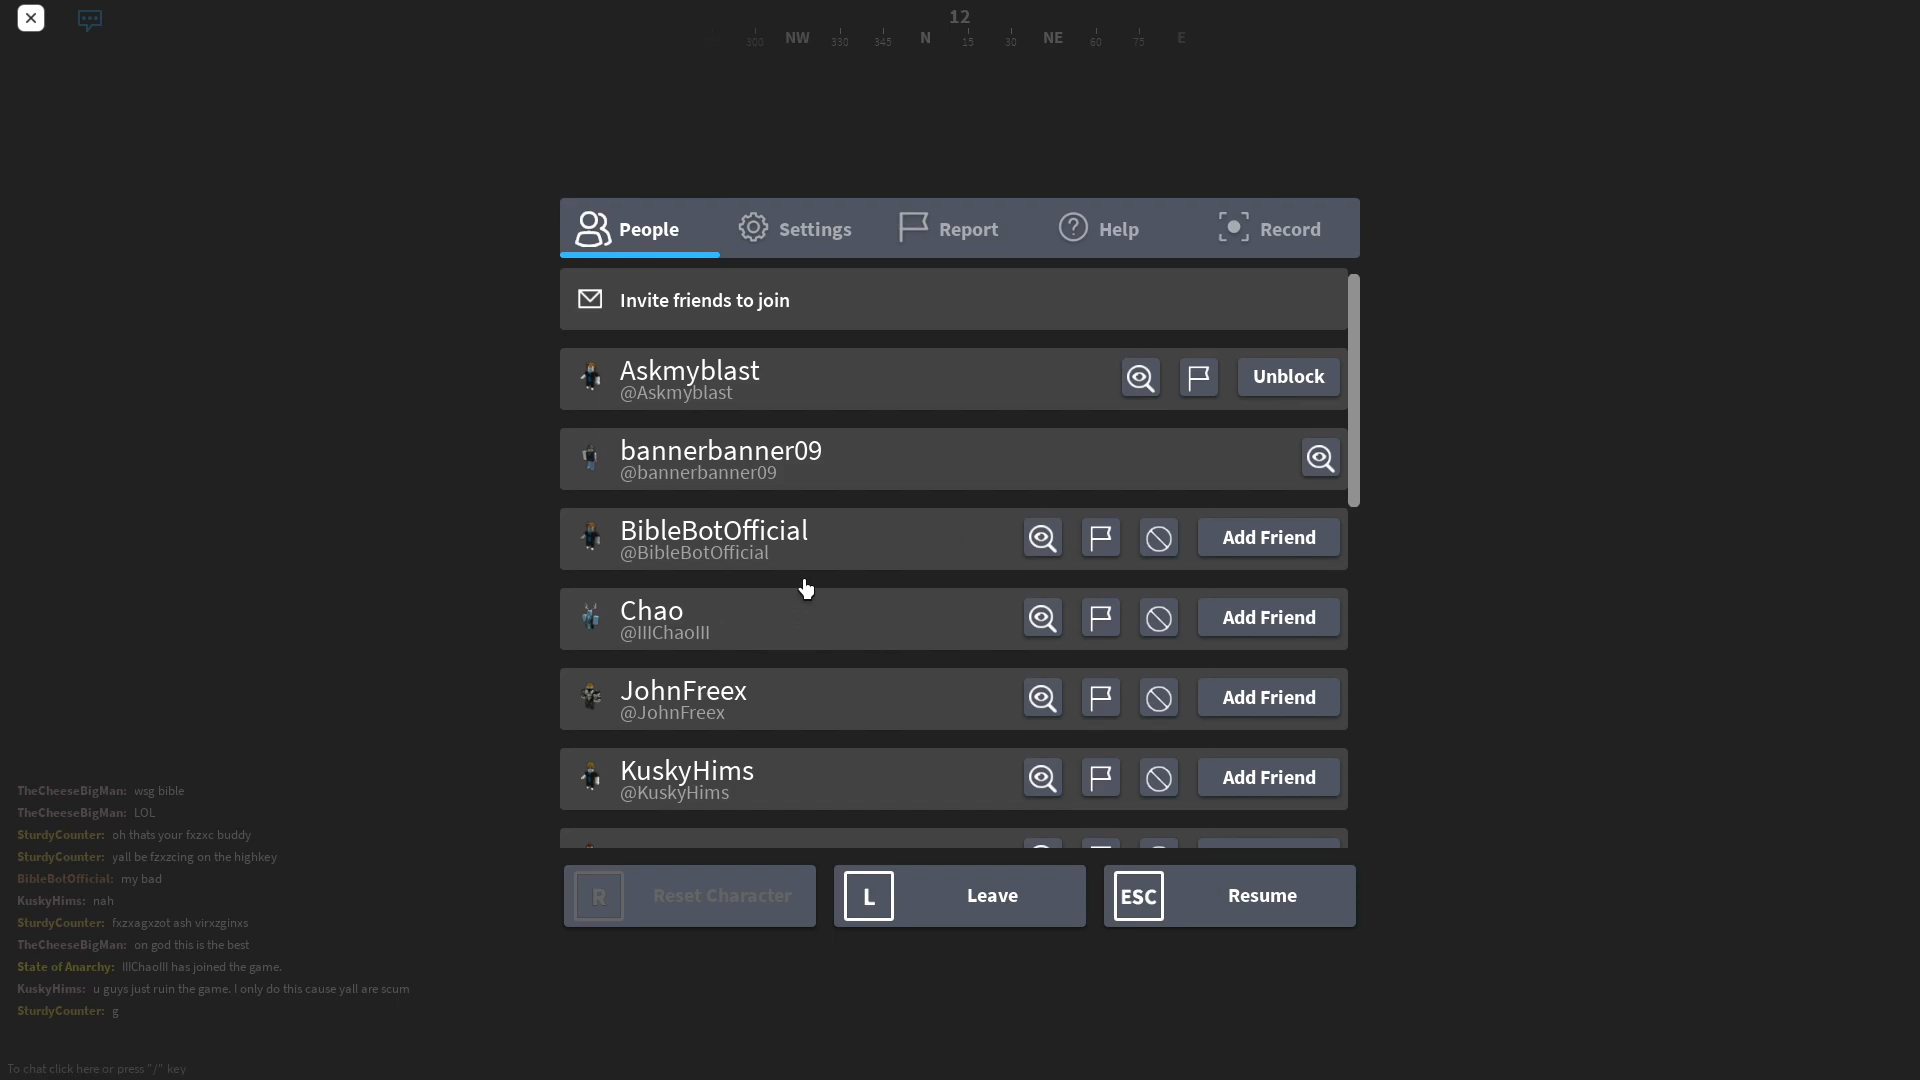 12
300 NW 330 345 N 15 30 NE 60 75 E
People Settings Report Help Record
Invite friends to join
Askmyblast
@Askmyblast
Unblock
bannerbanner09
@bannerbanner09
BibleBotOfficial
@BibleBotOfficial
Add Friend
Chao
@IIIChaoIII
Add Friend
JohnFreex
@JohnFreex
Add Friend
KuskyHims
@KuskyHims
Add Friend
R Reset Character L Leave ESC Resume
TheCheeseBigMan: wsg bible
TheCheeseBigMan: LOL
SturdyCounter: oh thats your fxzxc buddy
SturdyCounter: yall be fzxzcing on the highkey
BibleBotOfficial: my bad
KuskyHims: nah
SturdyCounter: fxzxagxzot ash virxzginxs
TheCheeseBigMan: on god this is the best
State of Anarchy: IIIChaoIII has joined the game.
KuskyHims: u guys just ruin the game. I only do this cause yall are scum
SturdyCounter: g
To chat click here or press "/" key